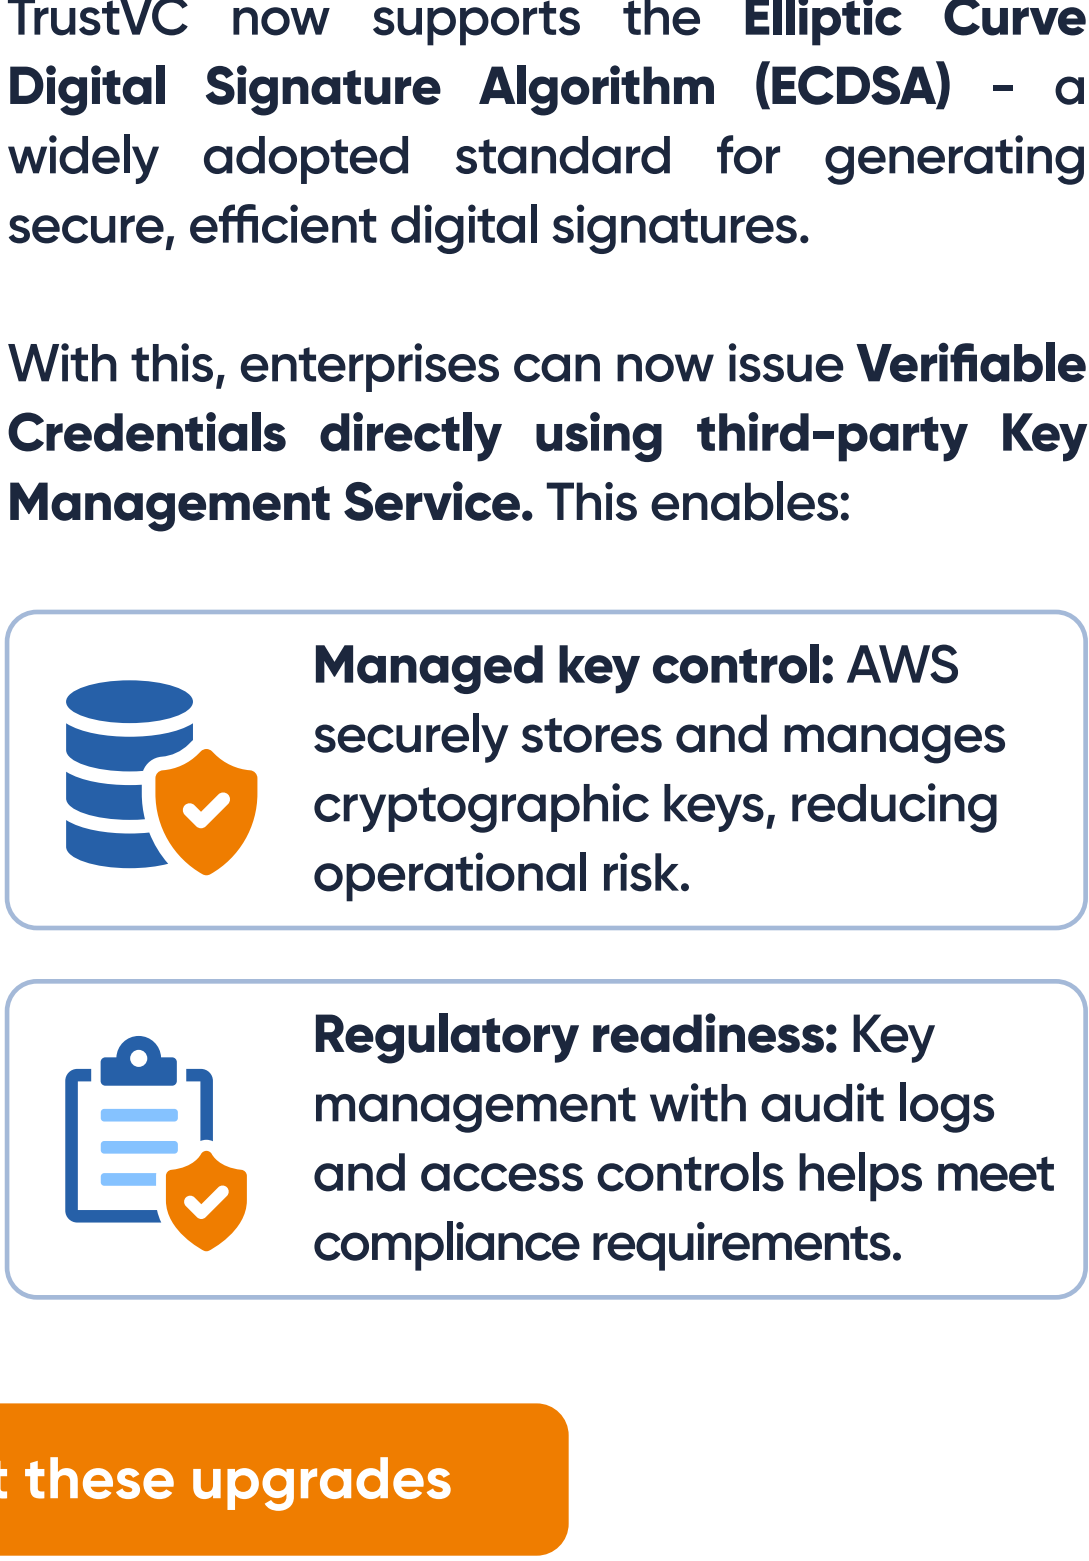 TrustVC now supports the Elliptic Curve
Digital Signature Algorithm (ECDSA) - a
widely adopted standard for generating
secure, efficient digital signatures.
With this, enterprises can now issue Verifiable
Credentials directly using third-party Key
Management Service. This enables:
Managed key control: AWS
securely stores and manages
cryptographic keys, reducing
operational risk.
Regulatory readiness: Key
management with audit logs
and access controls helps meet
compliance requirements.
these upgrades